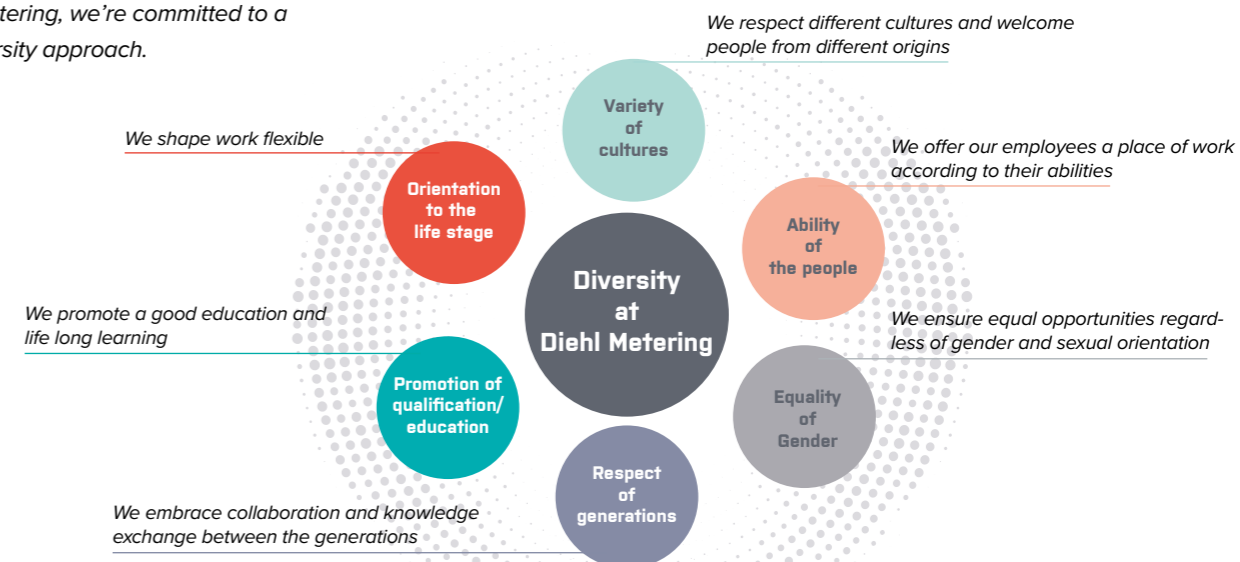 tering, we’re committed to a
rsity approach.
We respect different cultures and welcome
people from different origins
Variety
of
cultures
We shape work flexible
Orientation
to the
life stage
We offer our employees a place of work
according to their abilities
Ability
of
the people
Diversity
at
Diehl Metering
We promote a good education and
life long learning
Promotion of
qualification/
education
We ensure equal opportunities regard-
less of gender and sexual orientation
Equality
of
Gender
Respect
of
generations
We embrace collaboration and knowledge
exchange between the generations